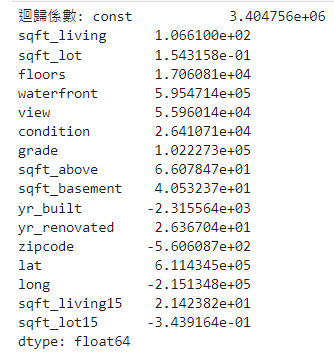 迴歸係數: const            3.404756e+06
sqft_living      1.066100e+02
sqft_lot         1.543158e-01
floors           1.706081e+04
waterfront       5.954714e+05
view             5.596014e+04
condition        2.641071e+04
grade            1.022273e+05
sqft_above       6.607847e+01
sqft_basement    4.053237e+01
yr_built        -2.315564e+03
yr_renovated     2.636704e+01
zipcode         -5.606087e+02
lat              6.114345e+05
long            -2.151348e+05
sqft_living15    2.142382e+01
sqft_lot15      -3.439164e-01
dtype: float64